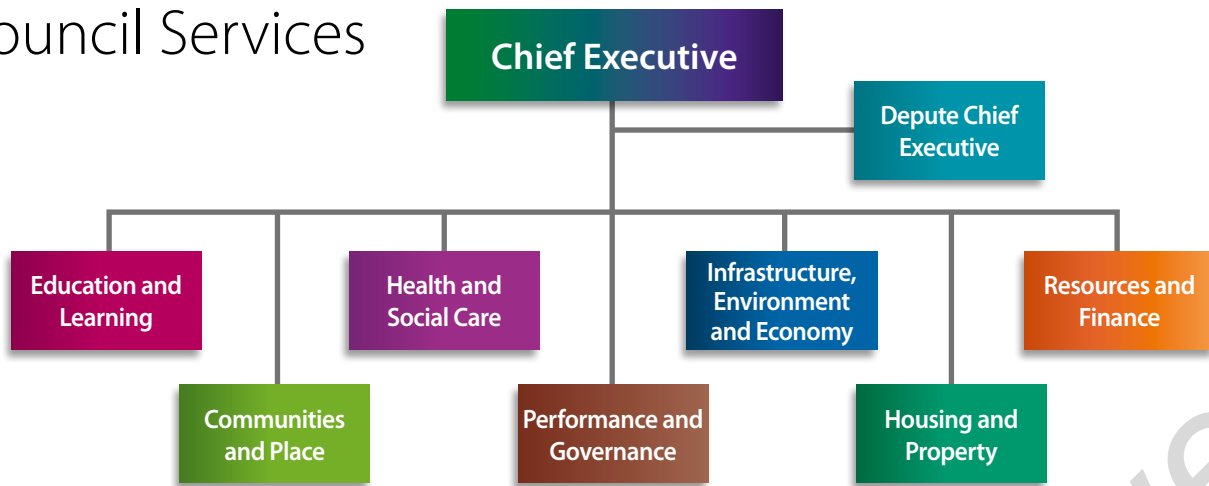 ouncil Services
Chief Executive
Depute Chief
Executive
Education and
Learning
Health and
Social Care
Infrastructure,
Environment
and Economy
Resources and
Finance
Communities
and Place
Performance and
Governance
Housing and
Property